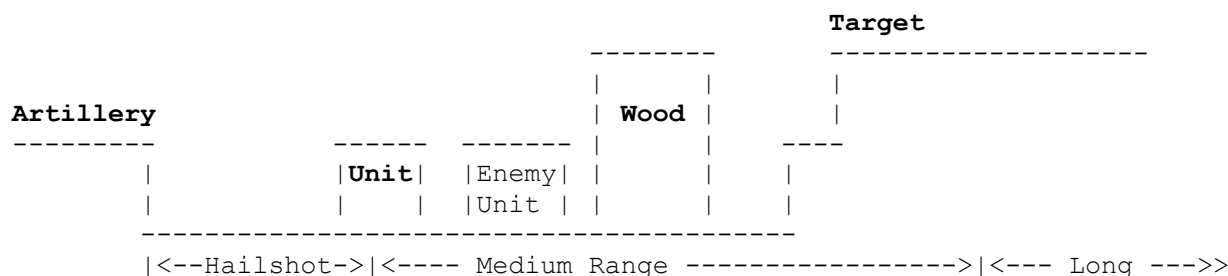 Target
Artillery
Wood
Unit Enemy
Unit
<--Hailshot-> <---- Medium Range -----------------> <--- Long --->>